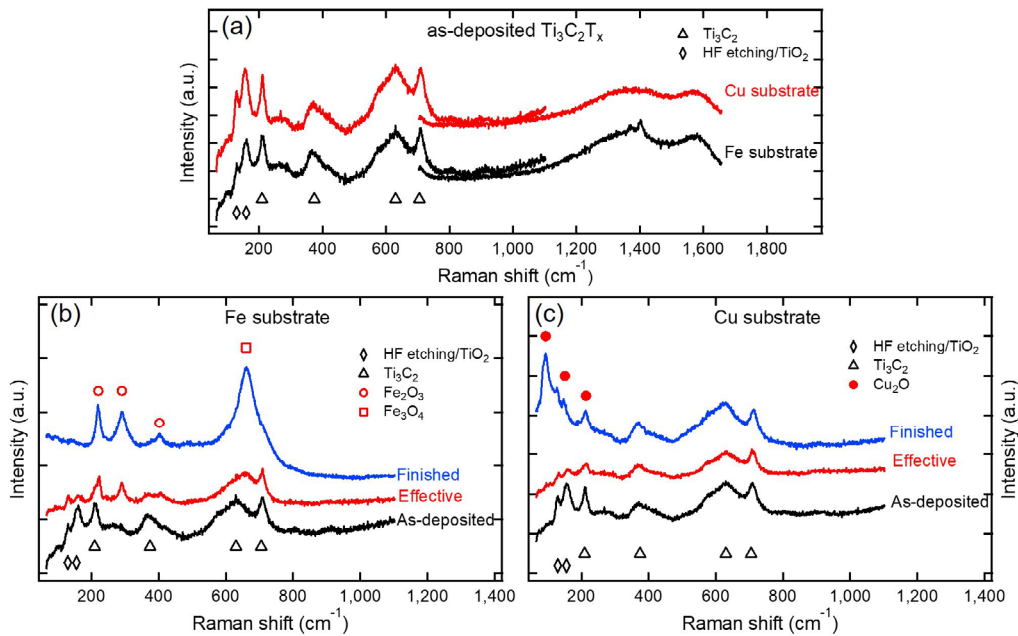 (a)
as-deposited Ti₃C₂Tₓ
△ Ti₃C₂
◊ HF etching/TiO₂
Cu substrate
Fe substrate
Intensity (a.u.)
200 400 600 800 1,000 1,200 1,400 1,600
Raman shift (cm⁻¹)
(b)
Fe substrate
◊ HF etching/TiO₂
△ Ti₃C₂
○ Fe₂O₃
□ Fe₃O₄
Finished
Effective
As-deposited
Intensity (a.u.)
200 400 600 800 1,000 1,200 1,400
Raman shift (cm⁻¹)
(c)
Cu substrate
◊ HF etching/TiO₂
△ Ti₃C₂
● Cu₂O
Finished
Effective
As-deposited
Intensity (a.u.)
Intensity (a.u.)
200 400 600 800 1,000 1,200 1,400
Raman shift (cm⁻¹)